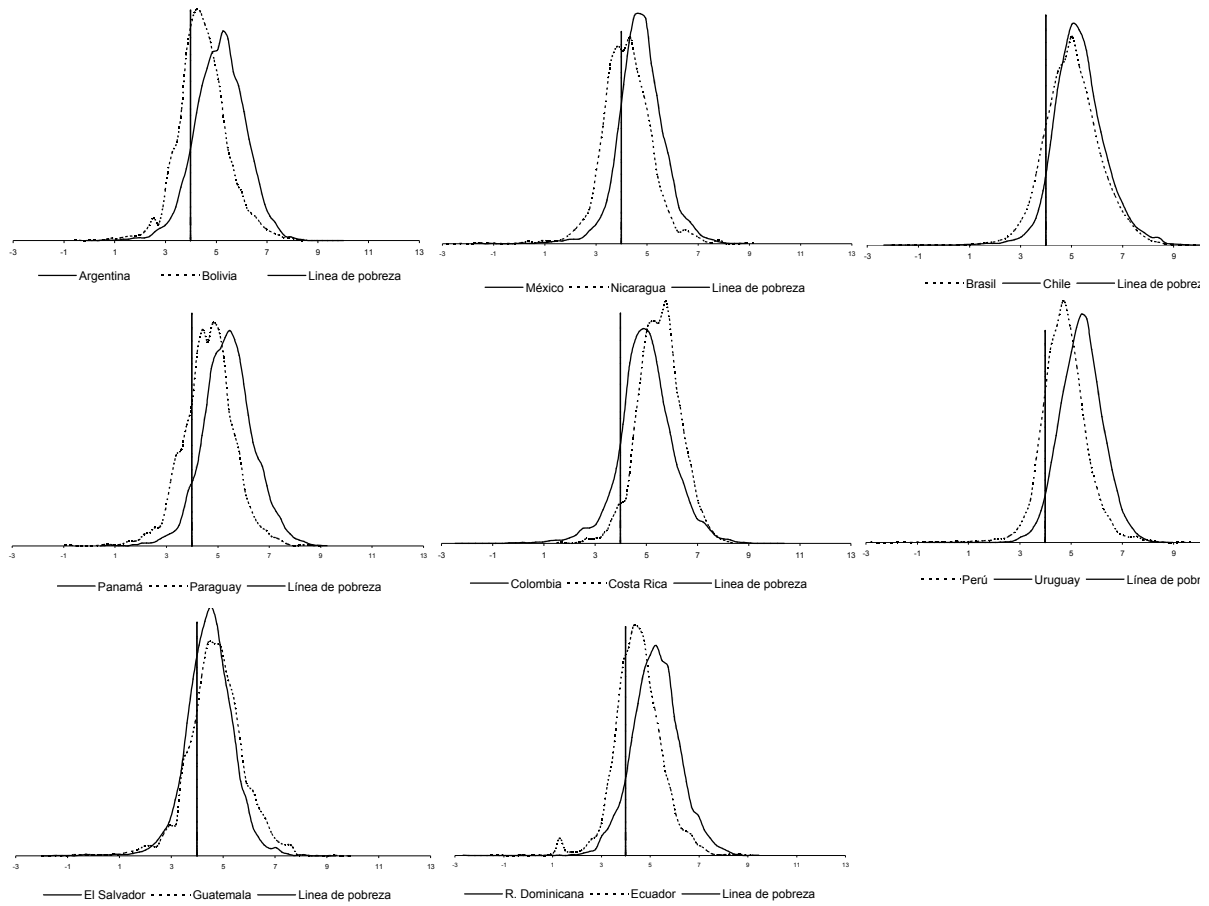 -3 -1 1 3 5 7 9 11 13
Argentina Bolivia Linea de pobreza
-3 -1 1 3 5 7 9 11 13
México Nicaragua Linea de pobreza
-1 1 3 5 7 9
Brasil Chile Linea de pobrez
-3 -1 1 3 5 7 9 11 13
Panamá Paraguay Línea de pobreza
-3 -1 1 3 5 7 9 11 13
Colombia Costa Rica Linea de pobreza
-3 -1 1 3 5 7 9
Perú Uruguay Línea de pobr
-3 -1 1 3 5 7 9 11 13
El Salvador Guatemala Linea de pobreza
-3 -1 1 3 5 7 9 11 13
R. Dominicana Ecuador Linea de pobreza